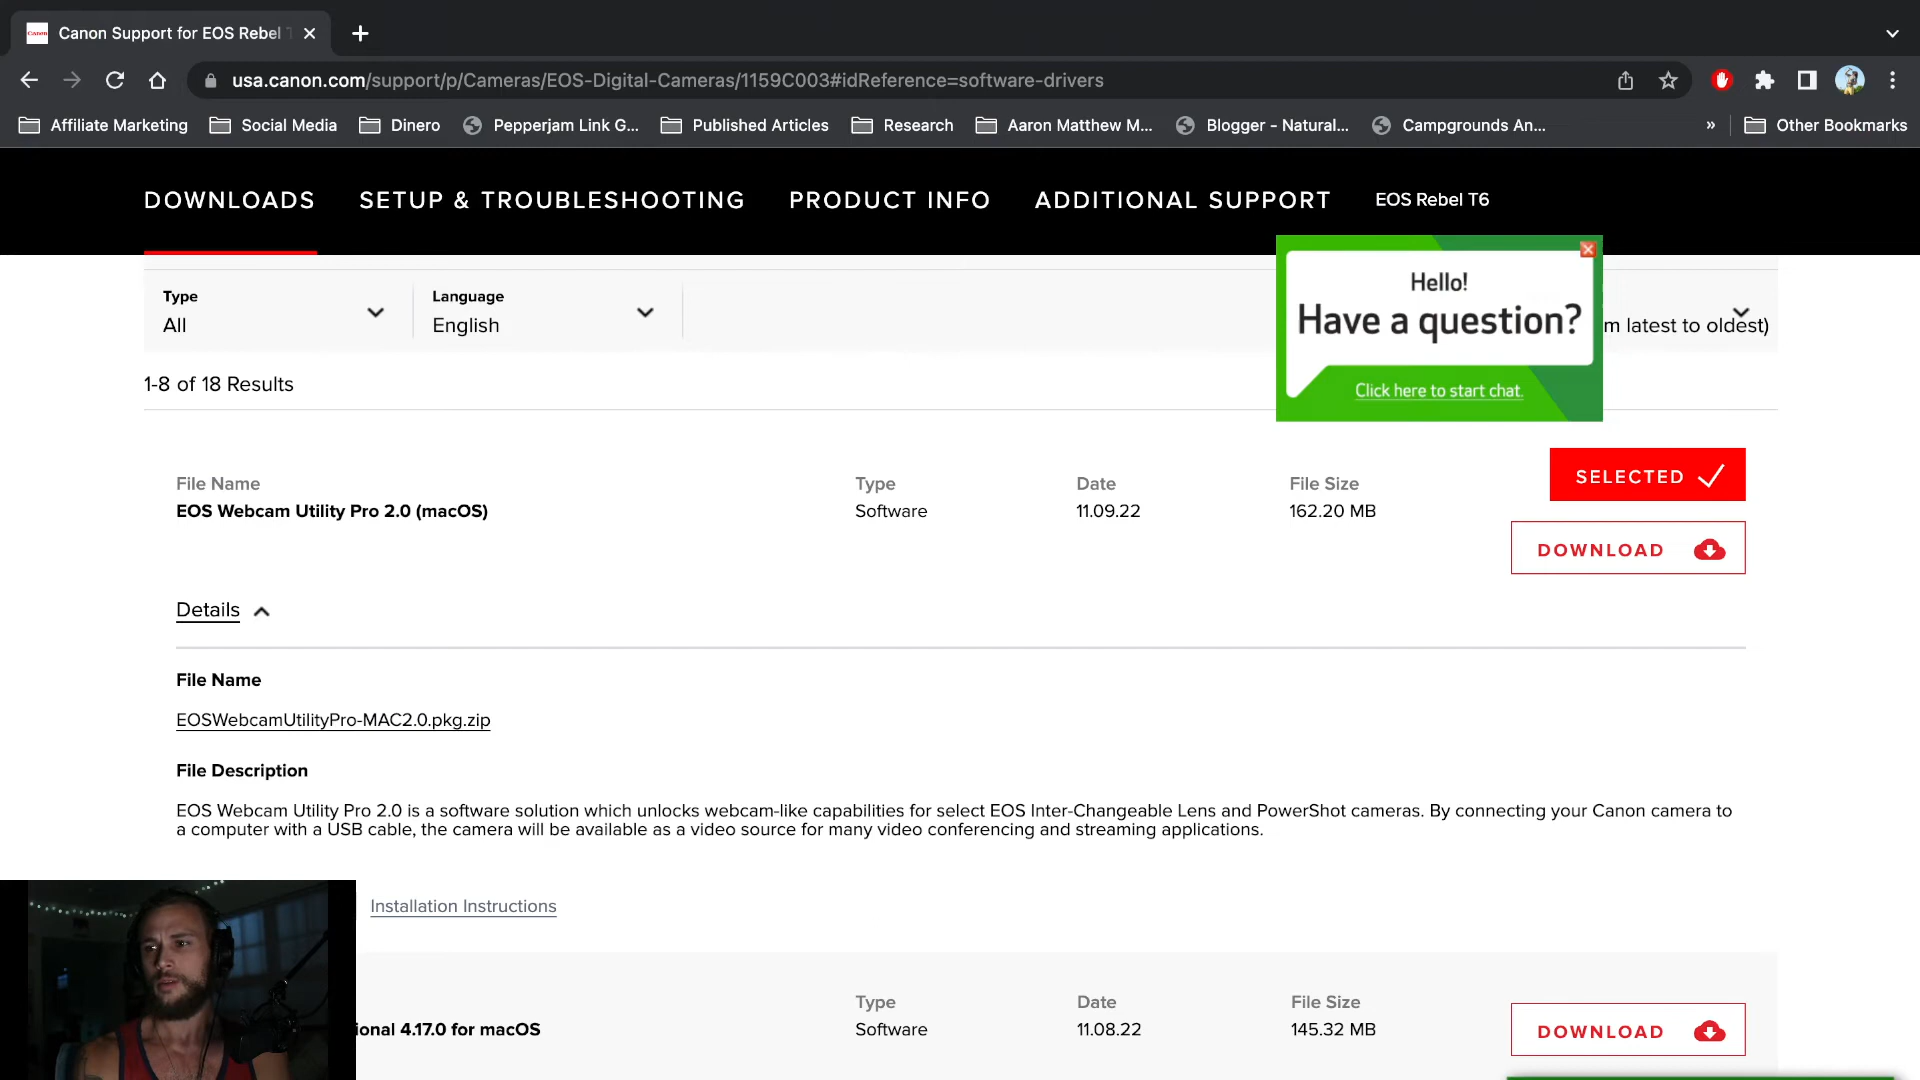 Canon Support for EOS Rebel T
usa.canon.com/support/p/Cameras/EOS-Digital-Cameras/1159C003#idReference=software-drivers
Affiliate Marketing Social Media Dinero Pepperjam Link G... Published Articles Research Aaron Matthew M... Blogger - Natural... Campgrounds An... » Other Bookmarks
DOWNLOADS SETUP & TROUBLESHOOTING PRODUCT INFO ADDITIONAL SUPPORT EOS Rebel T6
Hello!
Have a question?
Click here to start chat.
Type Language
All English m latest to oldest)
1-8 of 18 Results
File Name Type Date File Size SELECTED
EOS Webcam Utility Pro 2.0 (macOS) Software 11.09.22 162.20 MB
DOWNLOAD
Details
File Name
EOSWebcamUtilityPro-MAC2.0.pkg.zip
File Description
EOS Webcam Utility Pro 2.0 is a software solution which unlocks webcam-like capabilities for select EOS Inter-Changeable Lens and PowerShot cameras. By connecting your Canon camera to
a computer with a USB cable, the camera will be available as a video source for many video conferencing and streaming applications.
Installation Instructions
Type Date File Size
ional 4.17.0 for macOS Software 11.08.22 145.32 MB DOWNLOAD